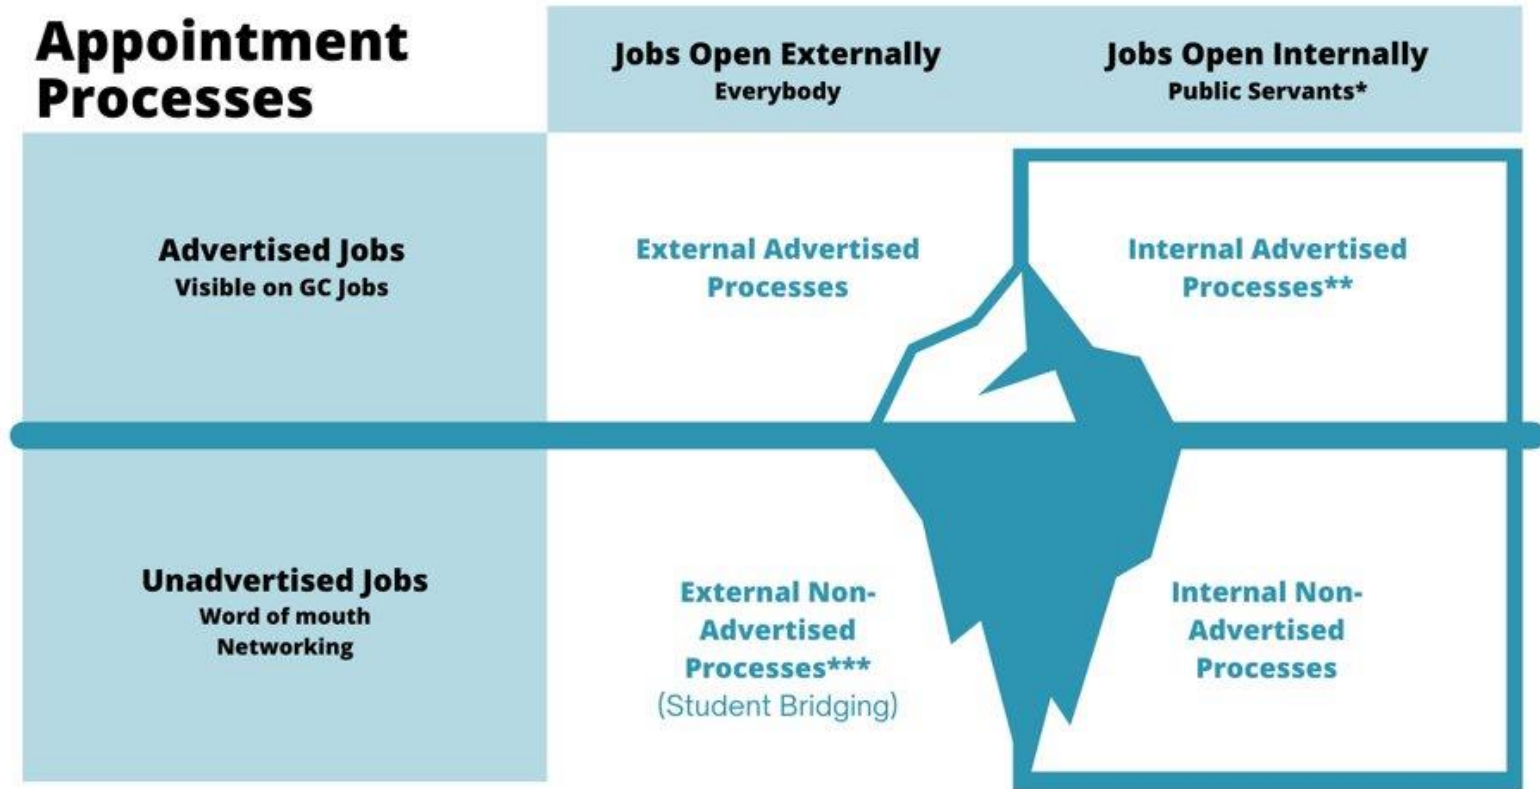 Appointment
Processes
Jobs Open Externally
Everybody
Jobs Open Internally
Public Servants*
Advertised Jobs
Visible on GC Jobs
External Advertised
Processes
Internal Advertised
Processes**
Unadvertised Jobs
Word of mouth
Networking
External Non-
Advertised
Processes***
(Student Bridging)
Internal Non-
Advertised
Processes